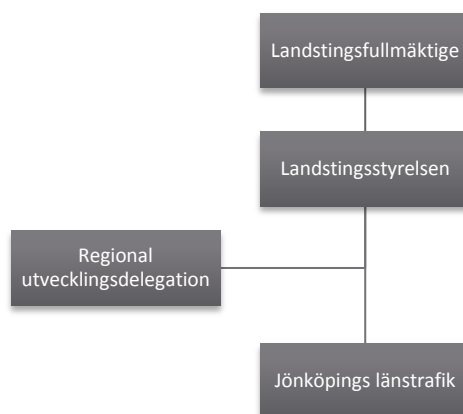 Landstingsfullmäktige
Landstingsstyrelsen
Regional
utvecklingsdelegation
Jönköpings länstrafik